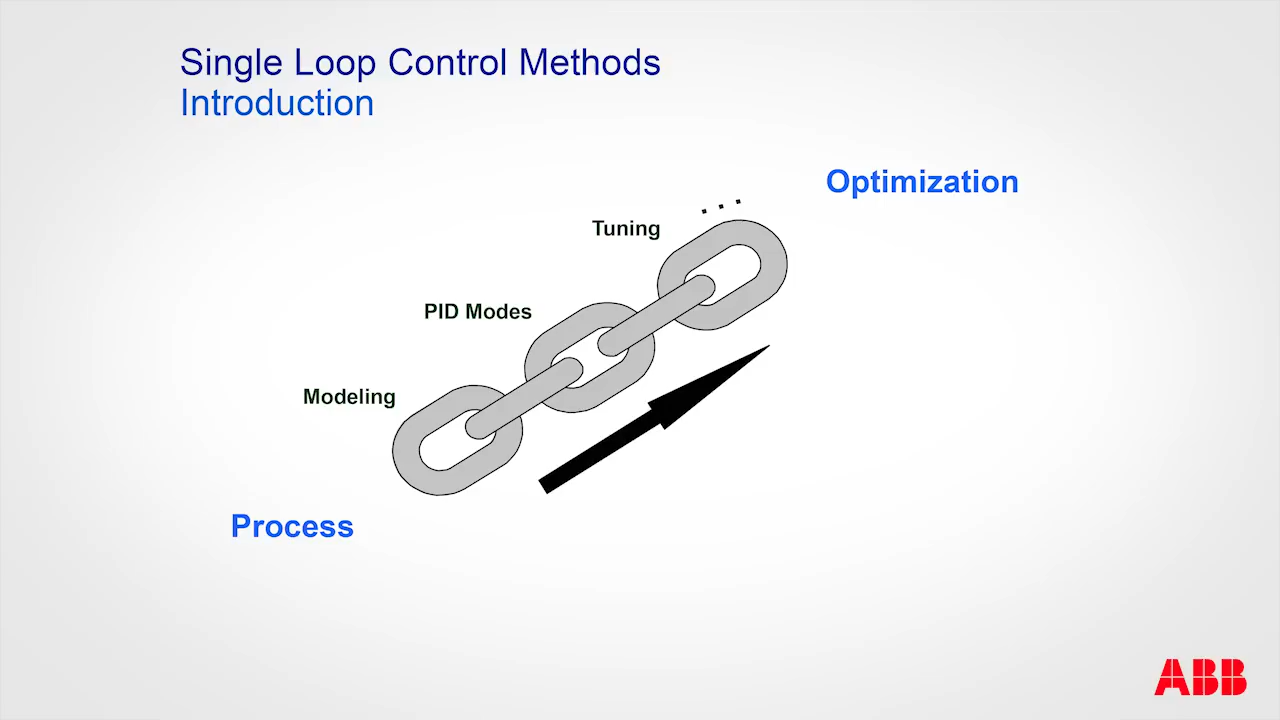 Single Loop Control Methods
Introduction
Optimization
...
Tuning
PID Modes
Modeling
Process
ABB